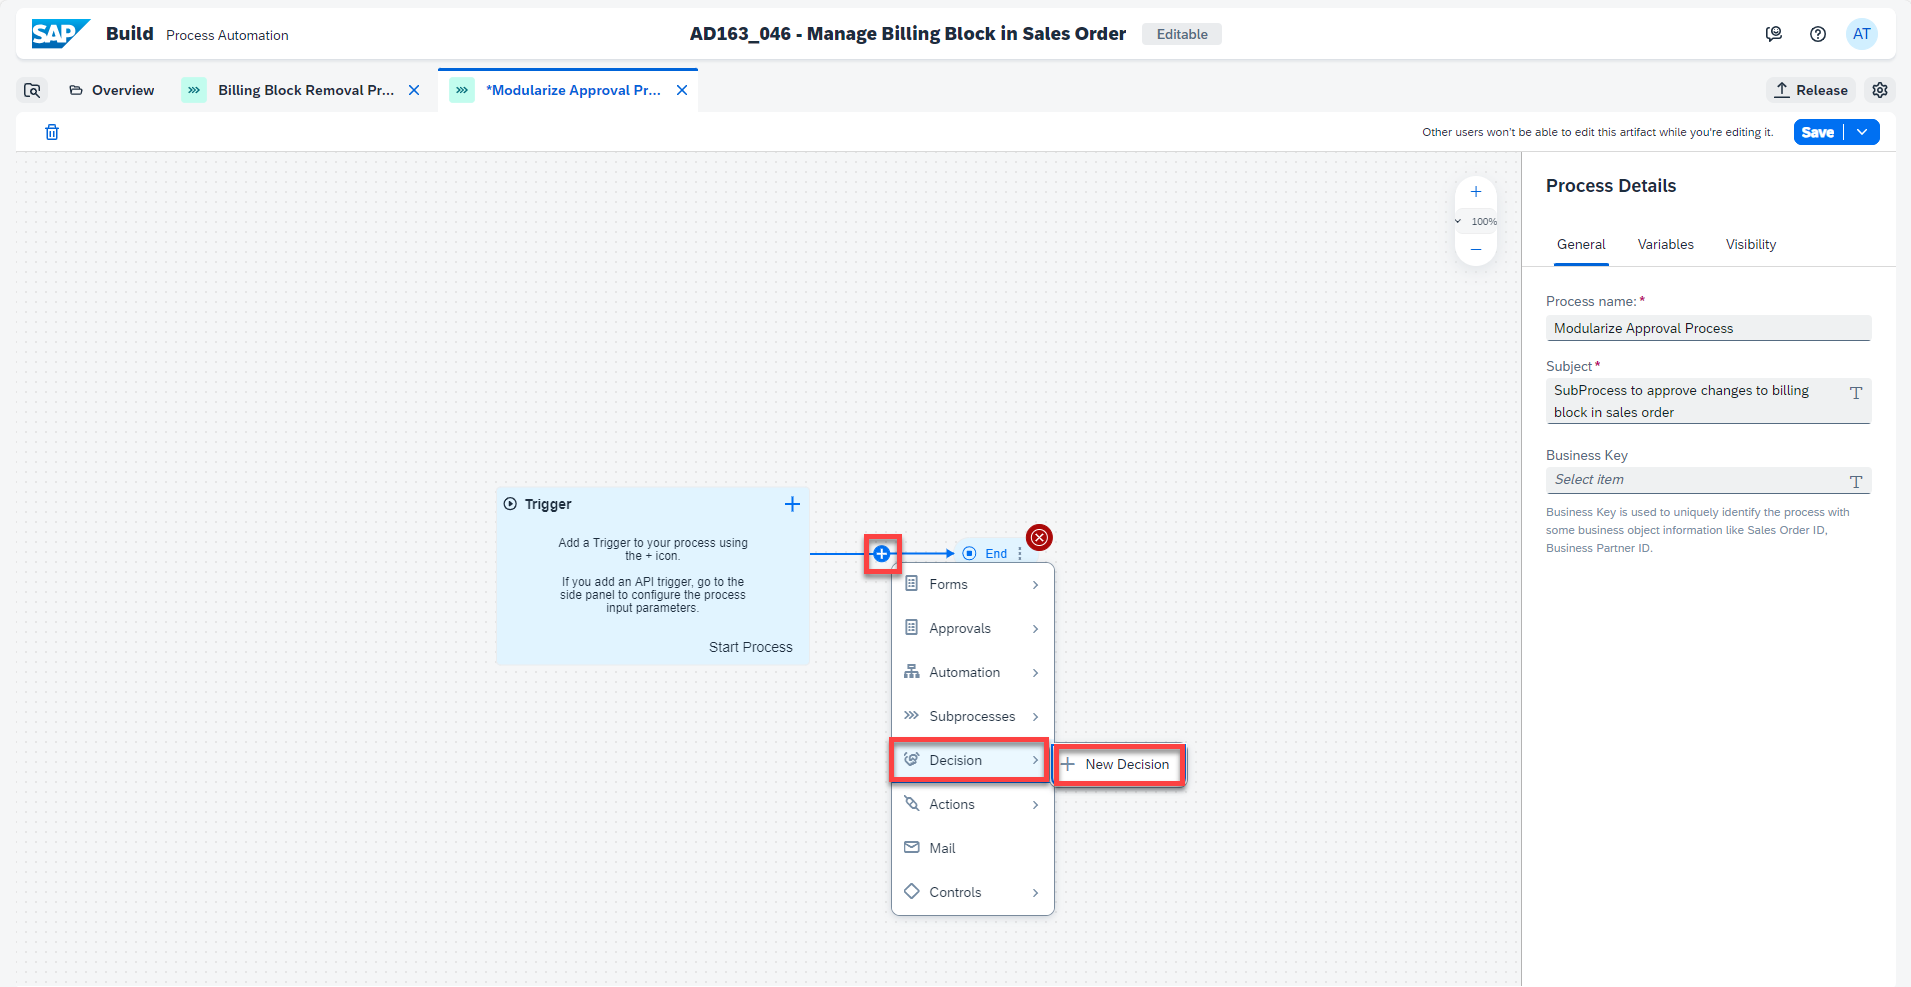 SAP Build Process Automation
AD163_046 - Manage Billing Block in Sales Order Editable
AT
Overview
Billing Block Removal Pr...
*Modularize Approval Pr...
Release
Other users won't be able to edit this artifact while you're editing it.
Save
100%
Trigger
Add a Trigger to your process using
the + icon.
If you add an API trigger, go to the
side panel to configure the process
input parameters.
Start Process
End
Forms
Approvals
Automation
Subprocesses
Decision
New Decision
Actions
Mail
Controls
Process Details
General Variables Visibility
Process name:*
Modularize Approval Process
Subject*
SubProcess to approve changes to billing
block in sales order
Business Key
Select item
Business Key is used to uniquely identify the process with
some business object information like Sales Order ID,
Business Partner ID.